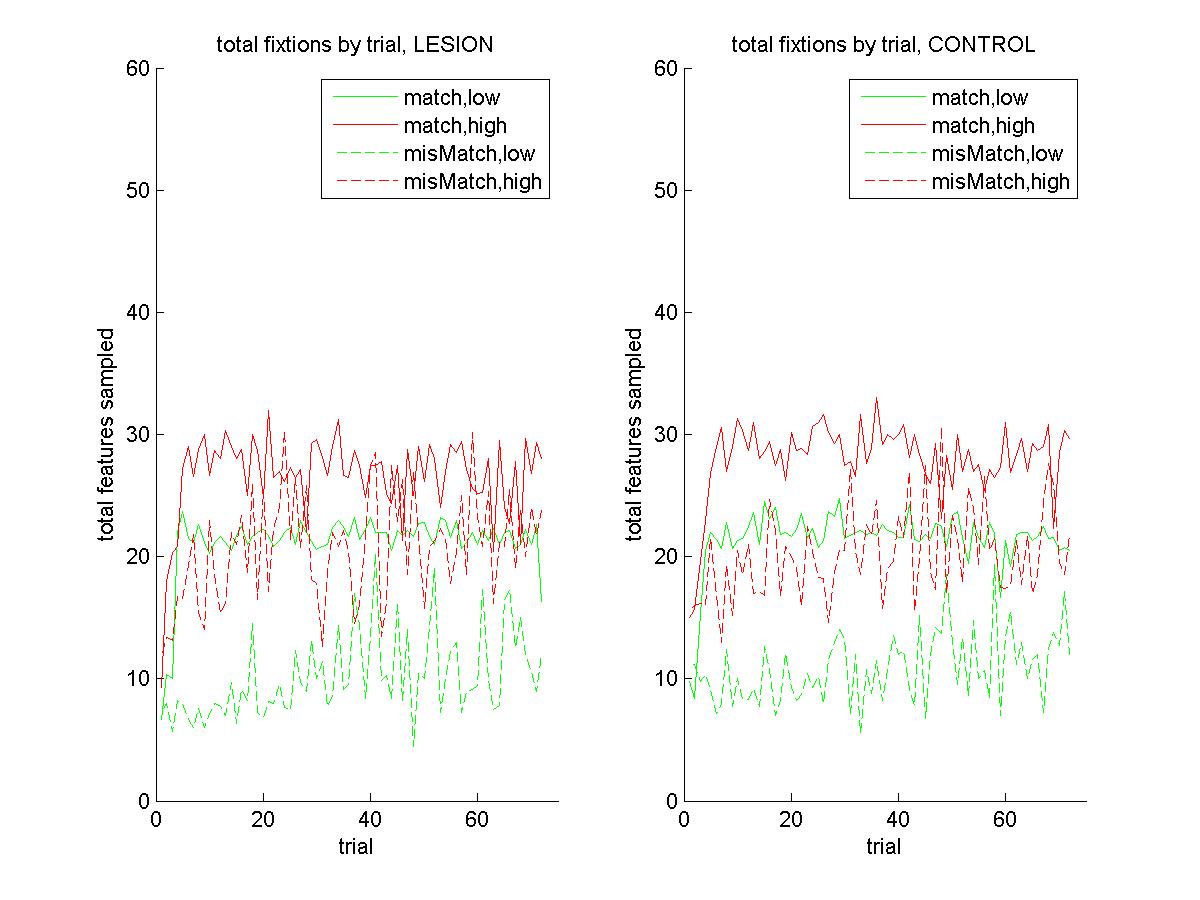 total fixtions by trial, LESION
match,low
match,high
misMatch,low
misMatch,high
60
50
40
30
20
10
0
total features sampled
0 20 40 60
trial
total fixtions by trial, CONTROL
match,low
match,high
misMatch,low
misMatch,high
60
50
40
30
20
10
0
total features sampled
0 20 40 60
trial